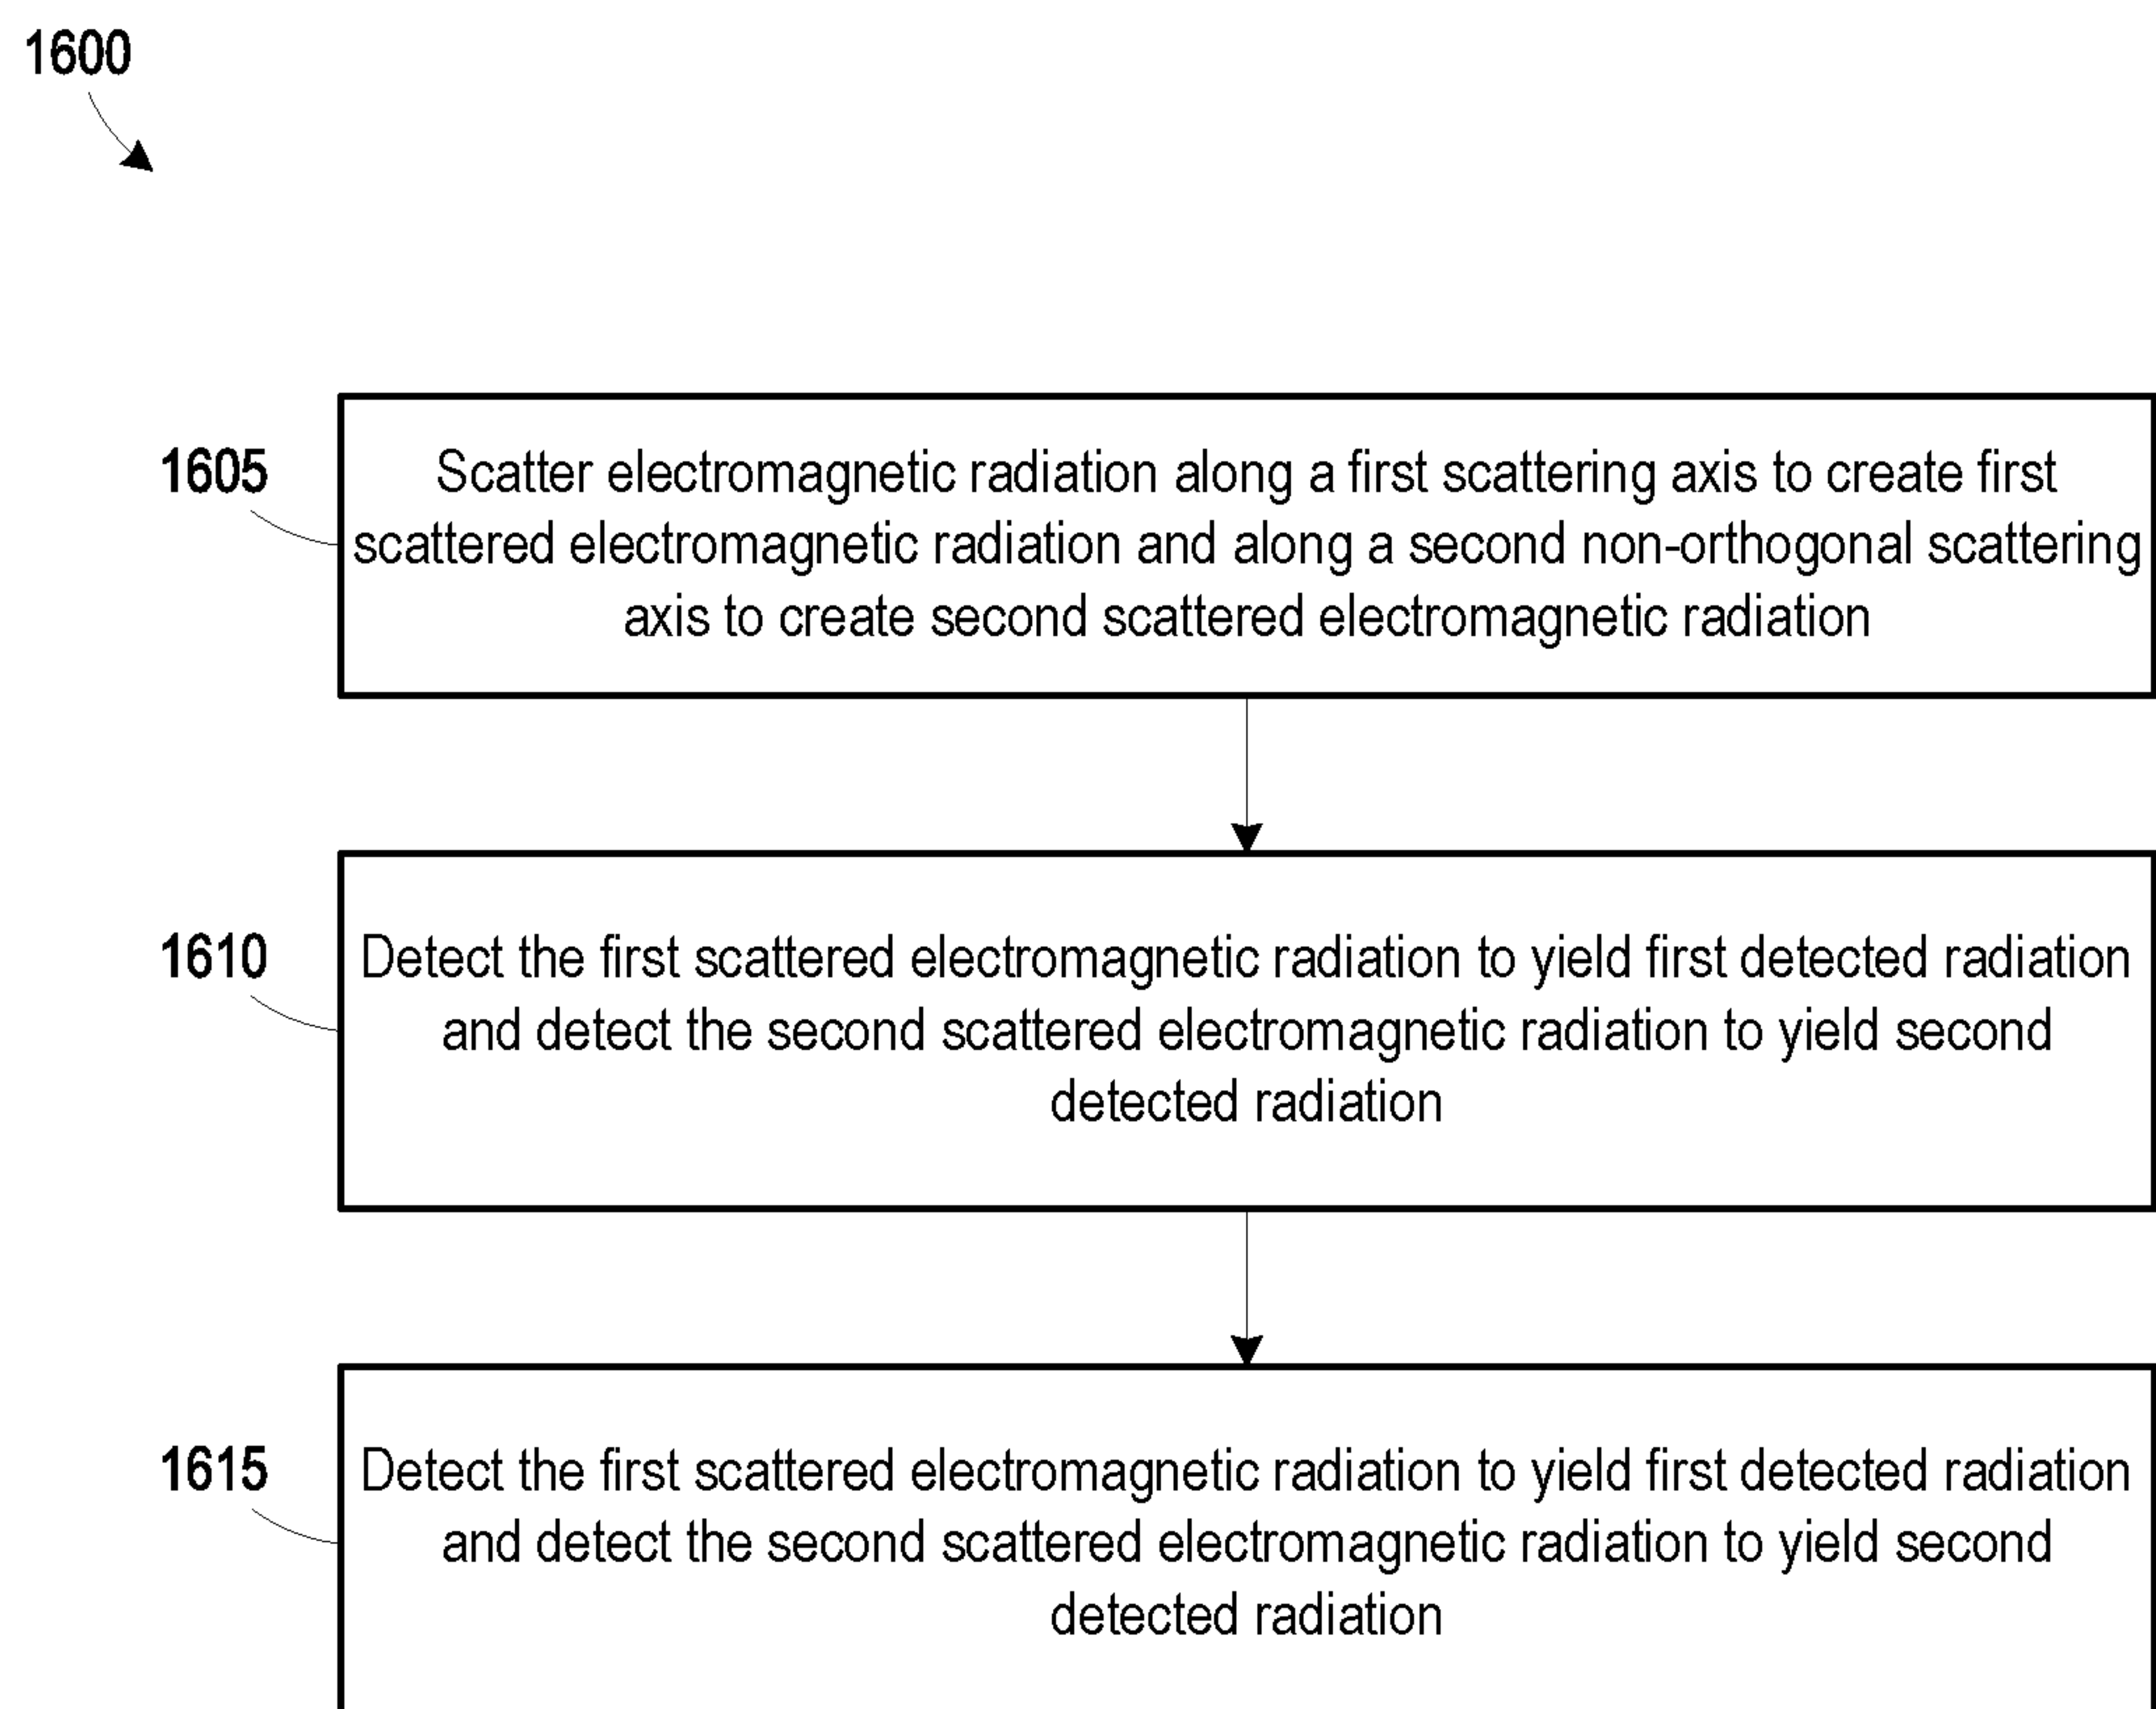 1600
1605
Scatter electromagnetic radiation along a first scattering axis to create first
scattered electromagnetic radiation and along a second non-orthogonal scattering
axis to create second scattered electromagnetic radiation
1610
Detect the first scattered electromagnetic radiation to yield first detected radiation
and detect the second scattered electromagnetic radiation to yield second
detected radiation
1615
Detect the first scattered electromagnetic radiation to yield first detected radiation
and detect the second scattered electromagnetic radiation to yield second
detected radiation